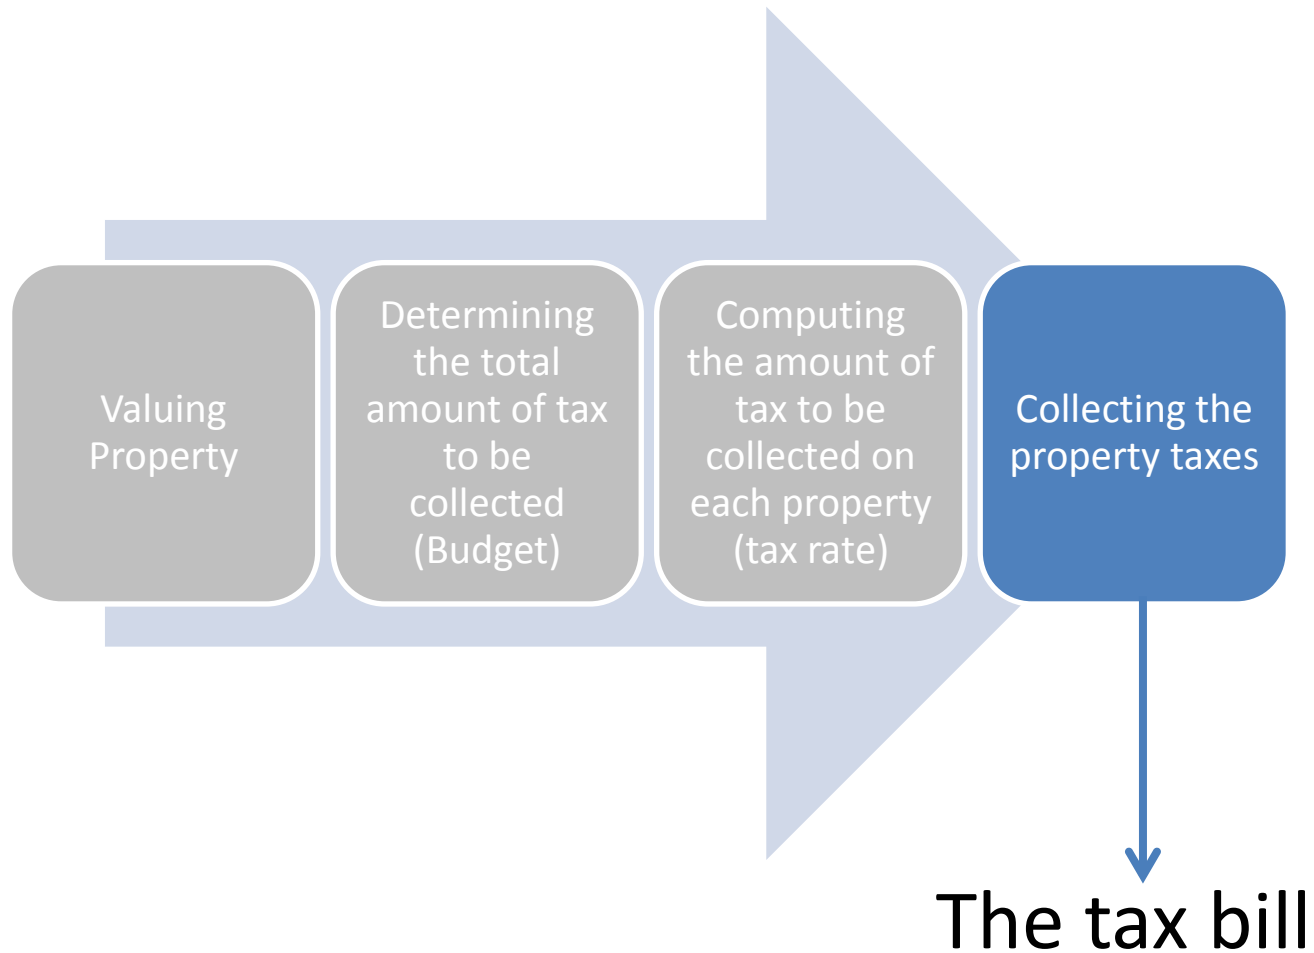 Valuing
Property
Determining
the total
amount of tax
to be
collected
(Budget)
Computing
the amount of
tax to be
collected on
each property
(tax rate)
Collecting the
property taxes
The tax bill